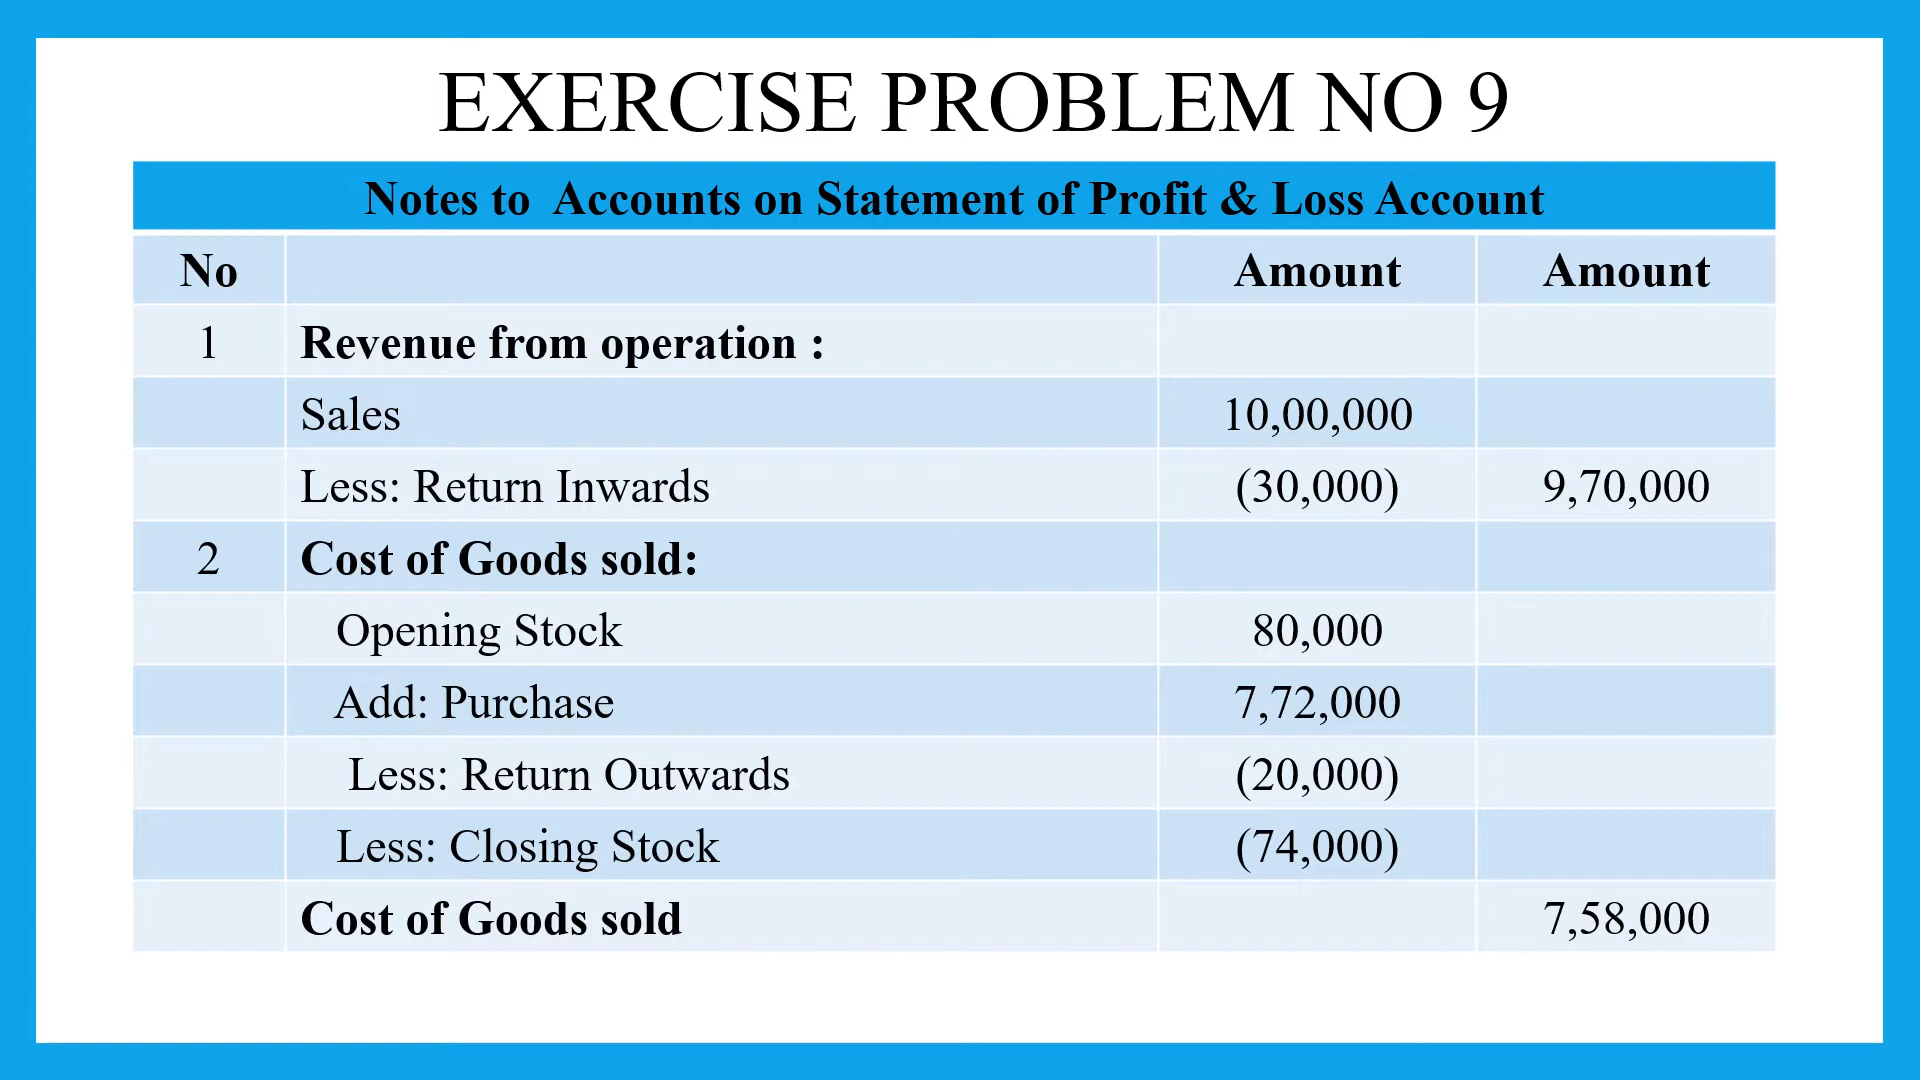 EXERCISE PROBLEM NO 9
Notes to Accounts on Statement of Profit & Loss Account
No Amount Amount
1 Revenue from operation :
Sales 10,00,000
Less: Return Inwards (30,000) 9,70,000
2 Cost of Goods sold:
Opening Stock 80,000
Add: Purchase 7,72,000
Less: Return Outwards (20,000)
Less: Closing Stock (74,000)
Cost of Goods sold 7,58,000